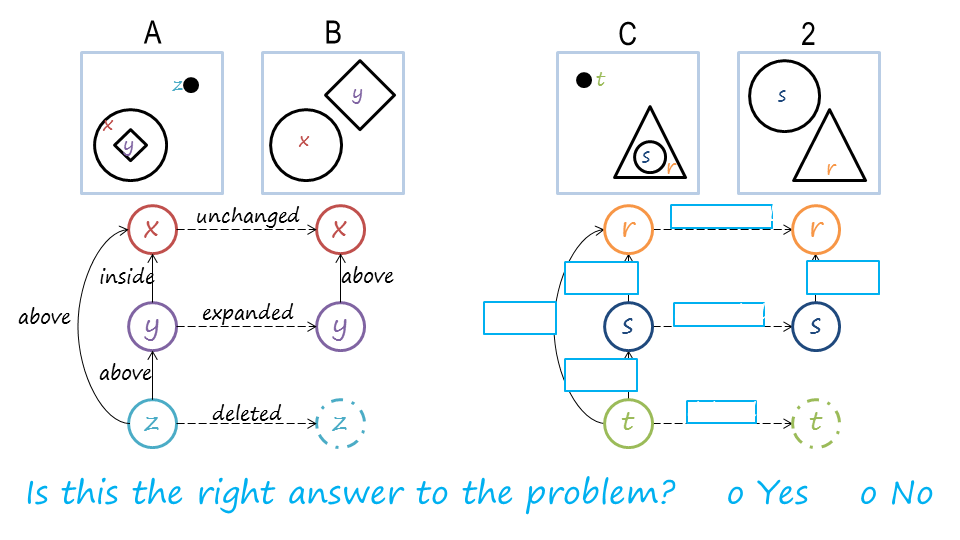 A B C 2
z t
x y y x s r s r
x unchanged x r r
inside above
above y expanded y s s
above
z deleted z t t
Is this the right answer to the problem? o Yes o No